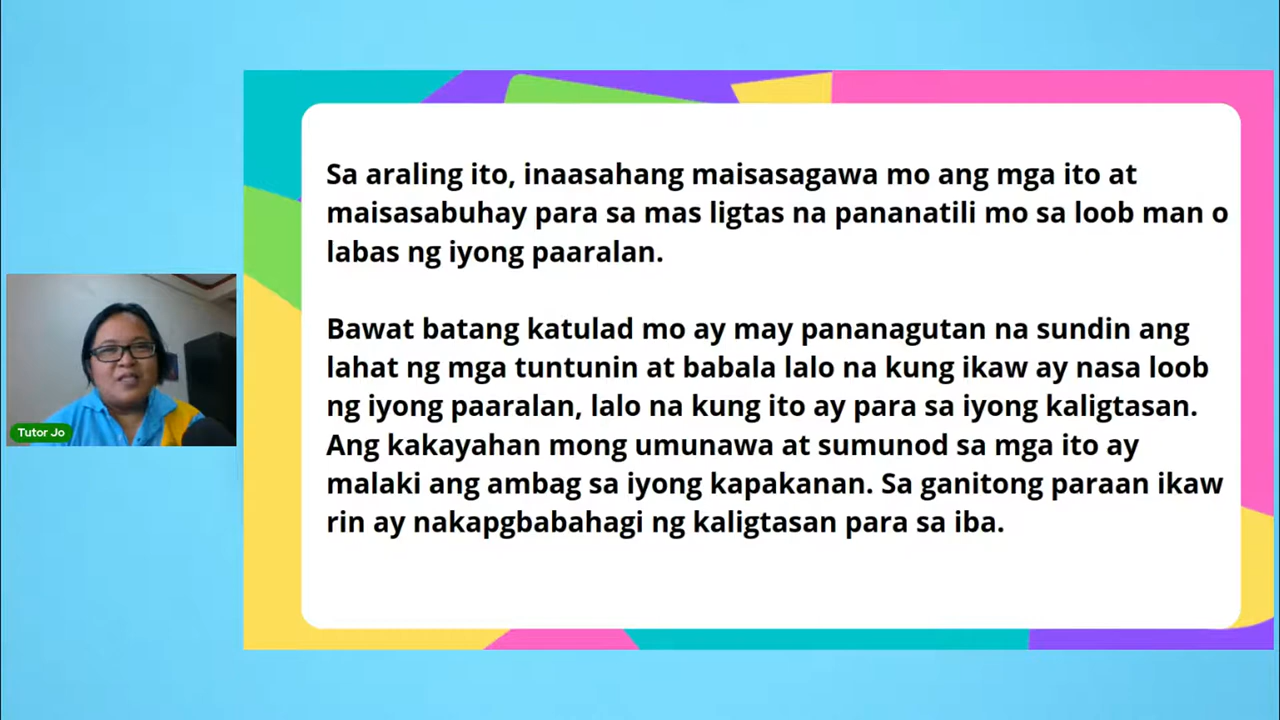 Sa araling ito, inaasahang maisasagawa mo ang mga ito at
maisasabuhay para sa mas ligtas na pananatili mo sa loob man o
labas ng iyong paaralan.
Bawat batang katulad mo ay may pananagutan na sundin ang
lahat ng mga tuntunin at babala lalo na kung ikaw ay nasa loob
ng iyong paaralan, lalo na kung ito ay para sa iyong kaligtasan.
Ang kakayahan mong umunawa at sumunod sa mga ito ay
malaki ang ambag sa iyong kapakanan. Sa ganitong paraan ikaw
rin ay nakapgbabahagi ng kaligtasan para sa iba.
Tutor Jo